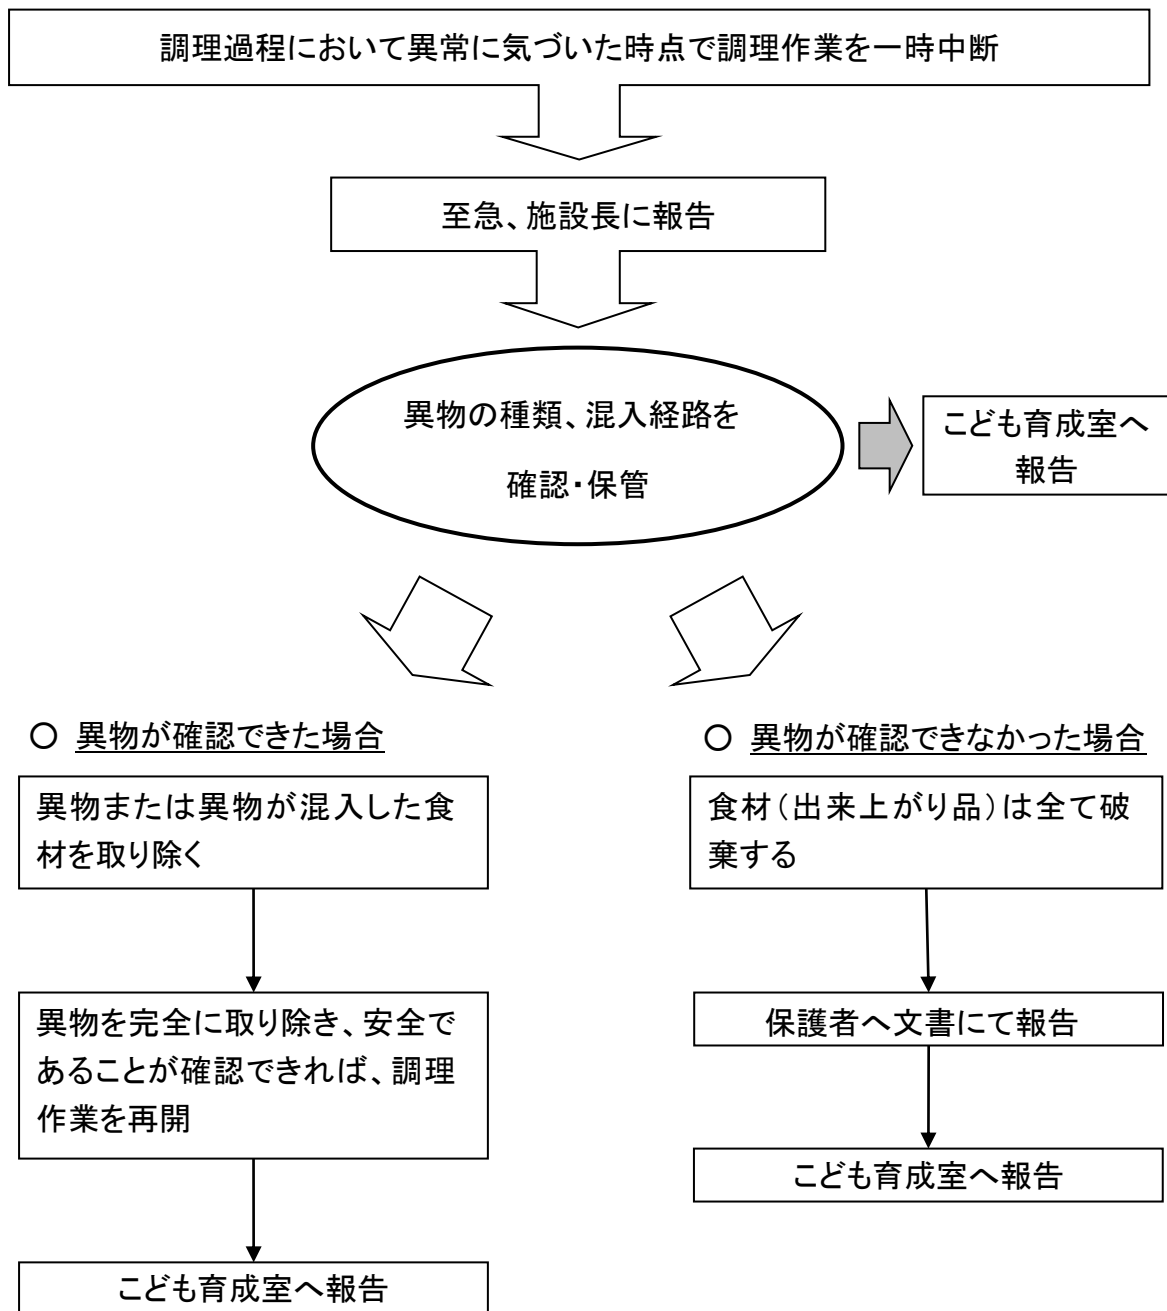 調理過程において異常に気づいた時点で調理作業を一時中断
至急、施設長に報告
異物の種類、混入経路を
確認・保管
こども育成室へ
報告
○ 異物が確認できた場合
異物または異物が混入した食
材を取り除く
異物を完全に取り除き、安全で
あることが確認できれば、調理
作業を再開
こども育成室へ報告
○ 異物が確認できなかった場合
食材（出来上がり品）は全て破
棄する
保護者へ文書にて報告
こども育成室へ報告